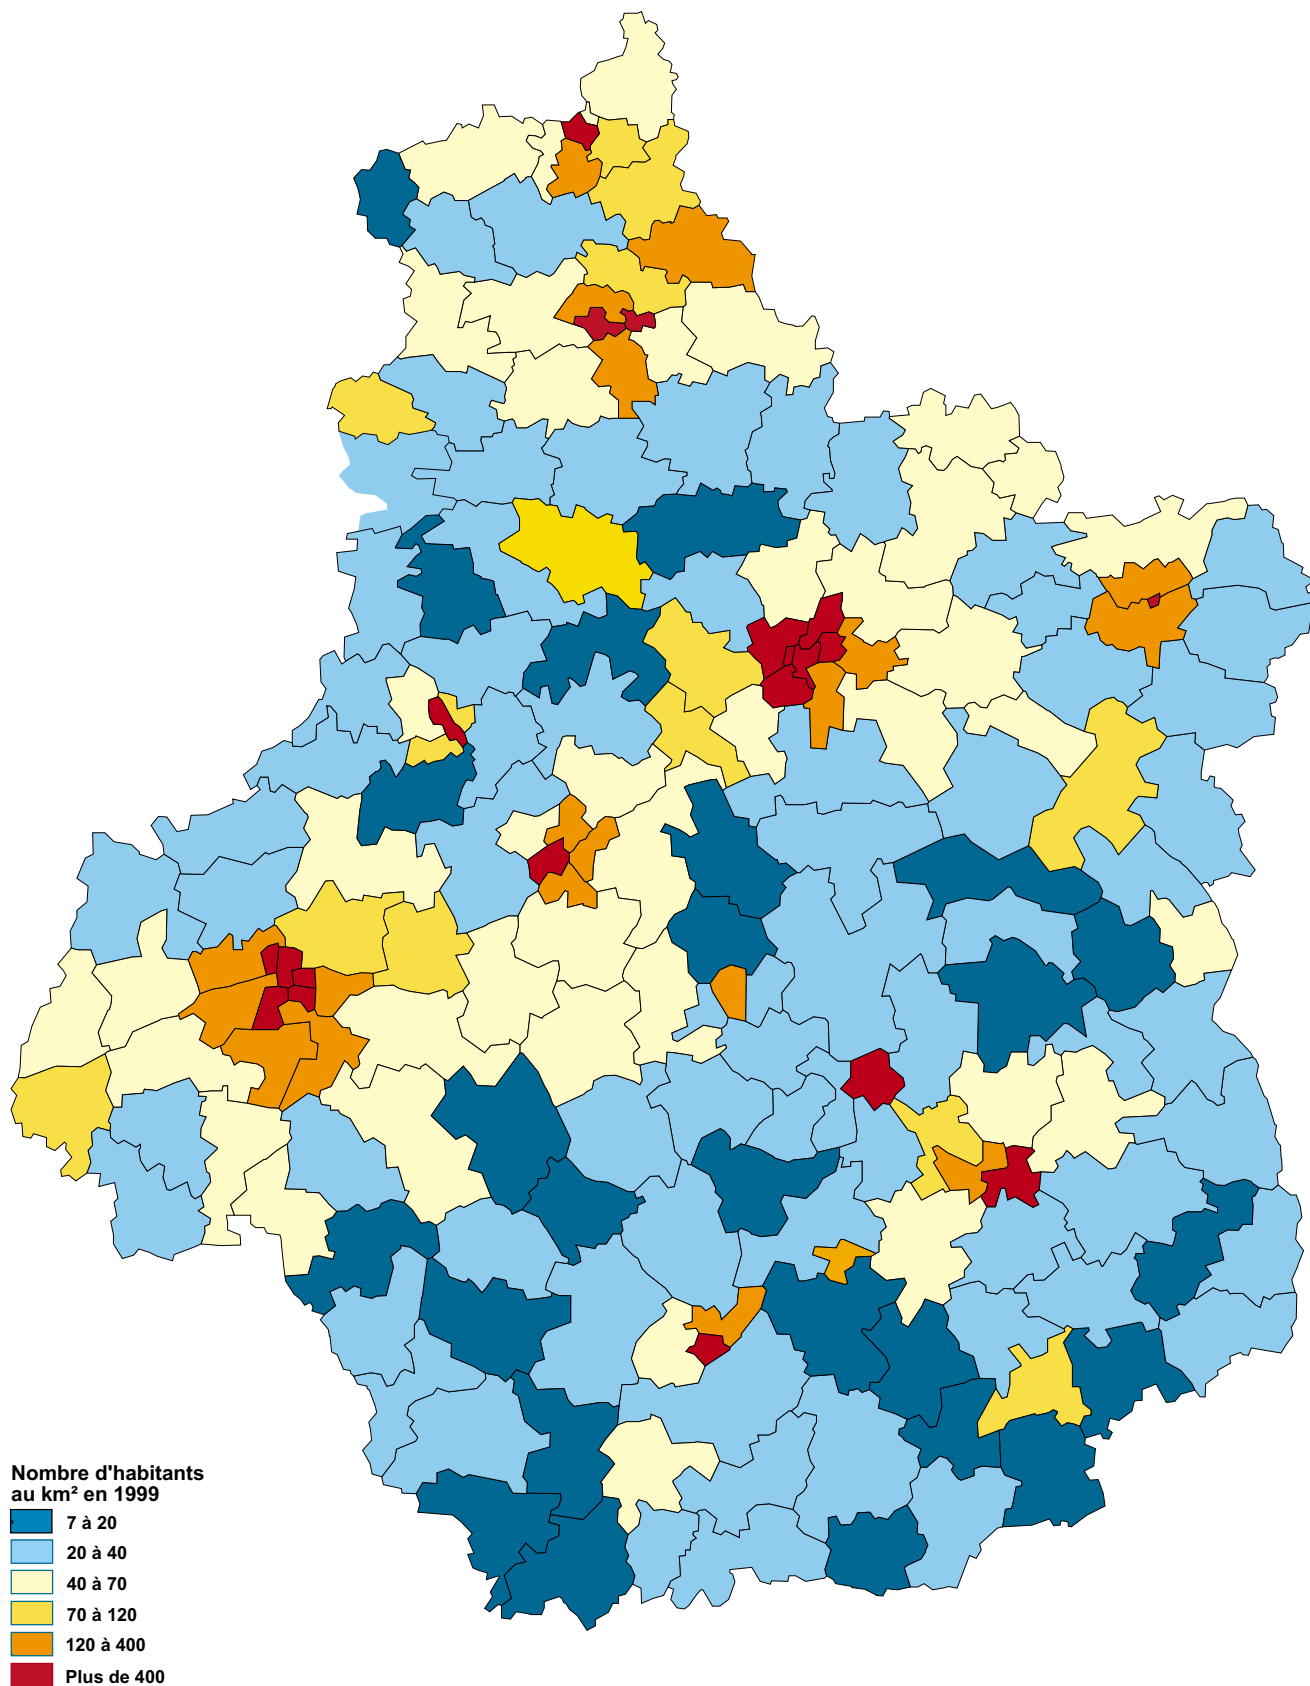 Nombre d'habitants
au km² en 1999
7 à 20
20 à 40
40 à 70
70 à 120
120 à 400
Plus de 400